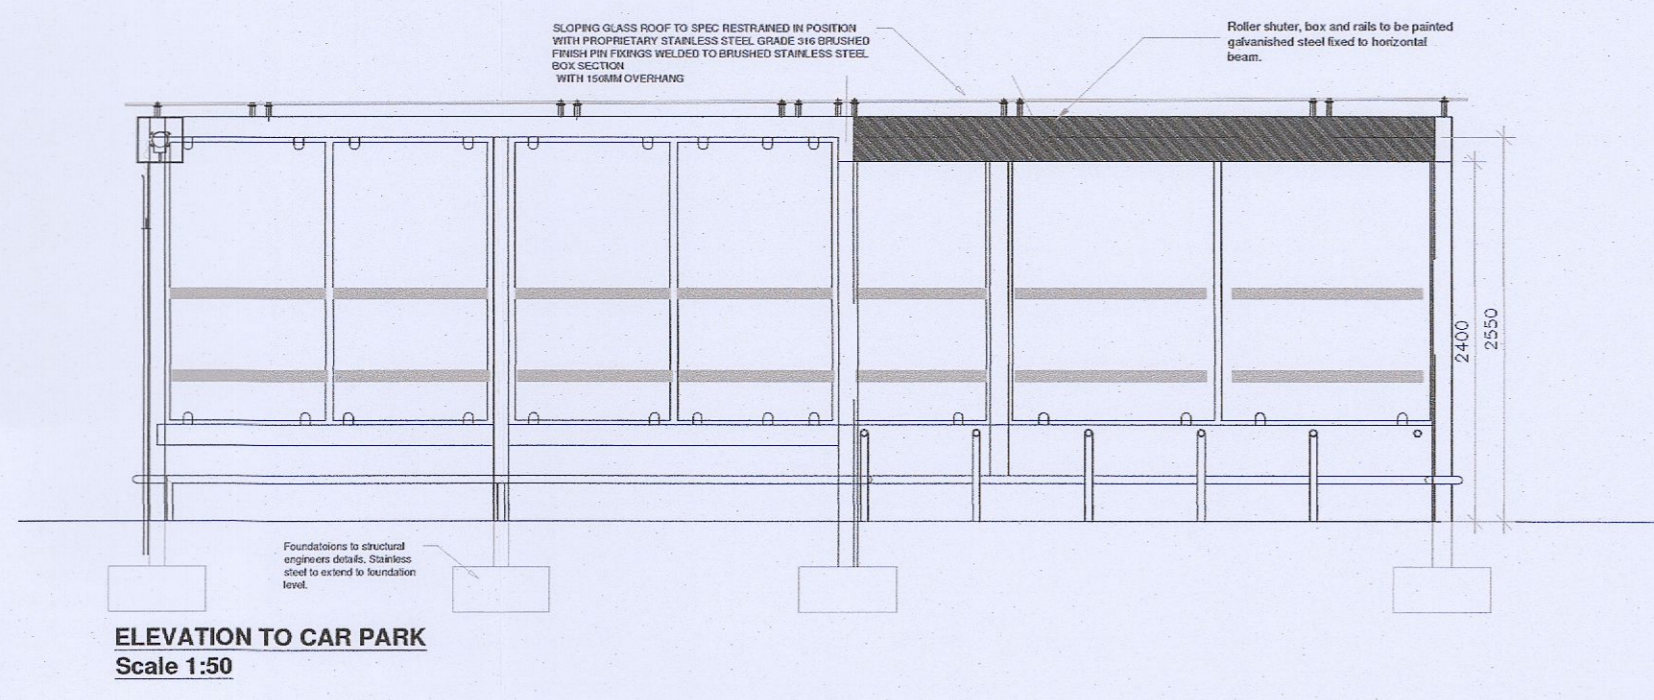 SLOPING GLASS ROOF TO SPEC RESTRAINED IN POSITION
WITH PROPRIETARY STAINLESS STEEL GRADE 316 BRUSHED
FINISH PIN FIXINGS WELDED TO BRUSHED STAINLESS STEEL
BOX SECTION
WITH 150MM OVERHANG
Roller shuter, box and rails to be painted
galvanished steel fixed to horizontal
beam.
2400
2550
Foundatoions to structural
engineers details. Stainless
steel to extend to foundation
level.
ELEVATION TO CAR PARK
Scale 1:50